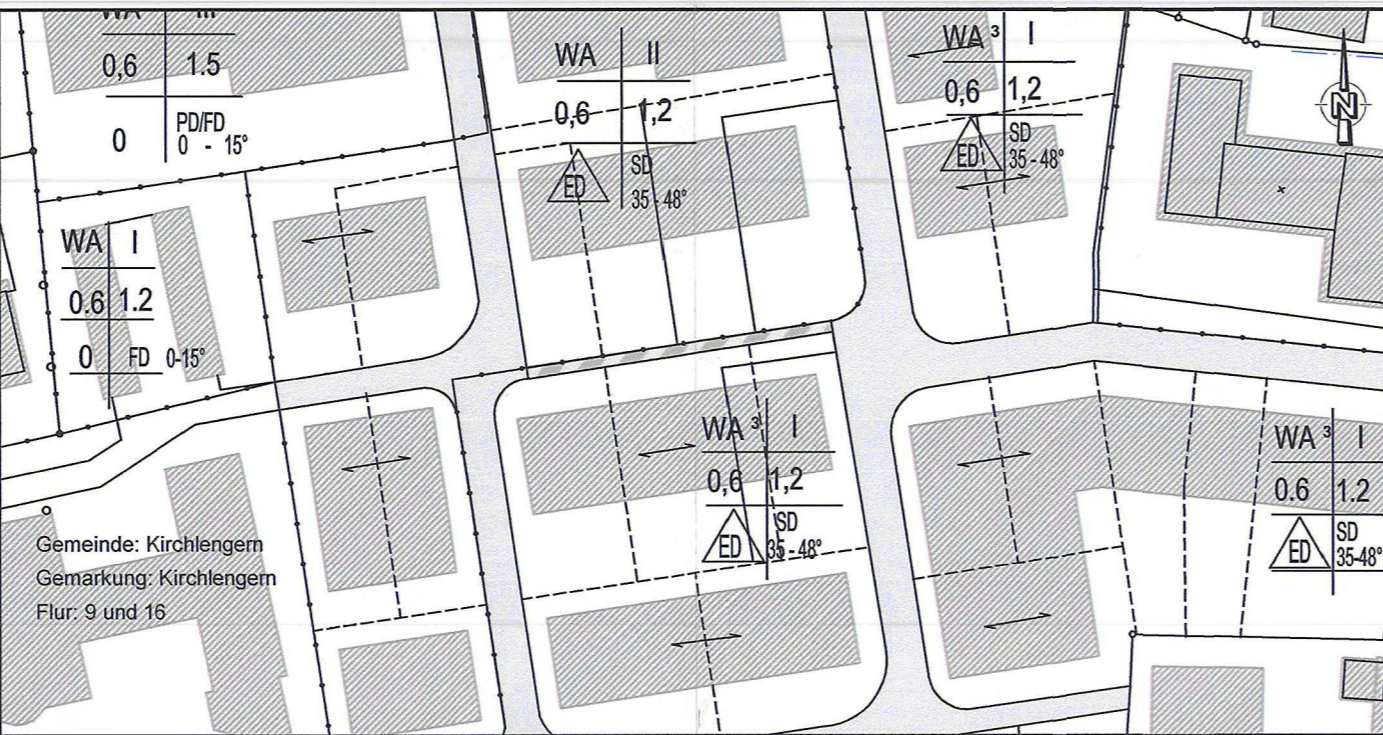 WA III
0,6 1.5
0 PD/FD
0 - 15°
WA II
0,6 1,2
ED SD
35 - 48°
WA ³ I
0,6 1,2
ED SD
35 - 48°
N
WA I
0.6 1.2
0 FD 0-15°
WA ³ I
0,6 1,2
ED SD
35 - 48°
WA ³ I
0.6 1.2
ED SD
35-48°
Gemeinde: Kirchlengern
Gemarkung: Kirchlengern
Flur: 9 und 16